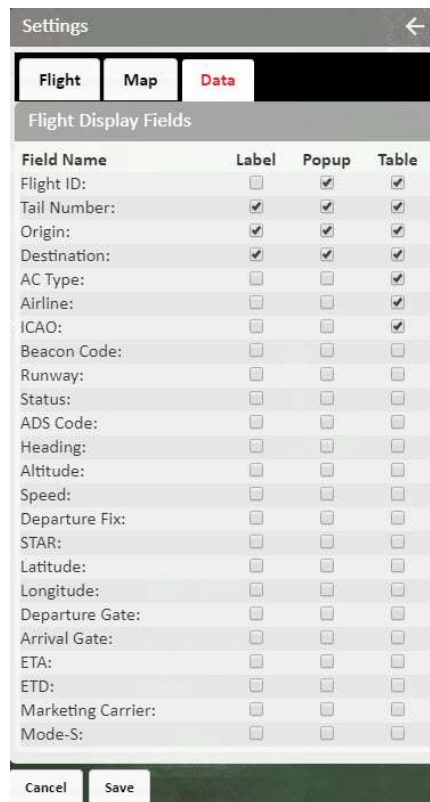 Settings
Flight Map Data
Flight Display Fields
Field Name Label Popup Table
Flight ID:
Tail Number:
Origin:
Destination:
AC Type:
Airline:
ICAO:
Beacon Code:
Runway:
Status:
ADS Code:
Heading:
Altitude:
Speed:
Departure Fix:
STAR:
Latitude:
Longitude:
Departure Gate:
Arrival Gate:
ETA:
ETD:
Marketing Carrier:
Mode-S:
Cancel Save